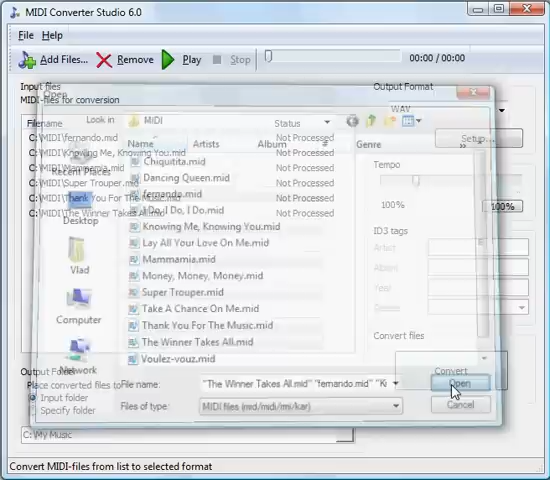 MIDI Converter Studio 6.0
File Help
Add Files... Remove Play Stop 00:00 / 00:00
Input files
MIDI-files for conversion
Filename Status
C:\MIDI\fernando.mid Not Processed
C:\MIDI\Knowing Me, Knowing You.mid Not Processed
C:\MIDI\Mammamia.mid Not Processed
C:\MIDI\Super Trouper.mid Not Processed
C:\MIDI\Thank You For The Music.mid Not Processed
C:\MIDI\The Winner Takes All.mid Not Processed
Output Format
WAV
Setup...
Tempo
100% 100%
ID3 tags
Artist
Album
Year
Genre
Convert files
Convert
Output Folder
Place converted files to
Input folder
Specify folder
C:\My Music
Open
Look in MIDI
Name Artists Album # Genre
Recent Places
Desktop
Vlad
Computer
Network
Chiquitita.mid
Dancing Queen.mid
fernando.mid
I Do, I Do, I Do.mid
Knowing Me, Knowing You.mid
Lay All Your Love On Me.mid
Mammamia.mid
Money, Money, Money.mid
Super Trouper.mid
Take A Chance On Me.mid
Thank You For The Music.mid
The Winner Takes All.mid
Voulez-vouz.mid
File name: "The Winner Takes All.mid" "fernando.mid" "Kr
Open
Files of type: MIDI files (mid/midi/rmi/kar)
Cancel
Convert MIDI-files from list to selected format